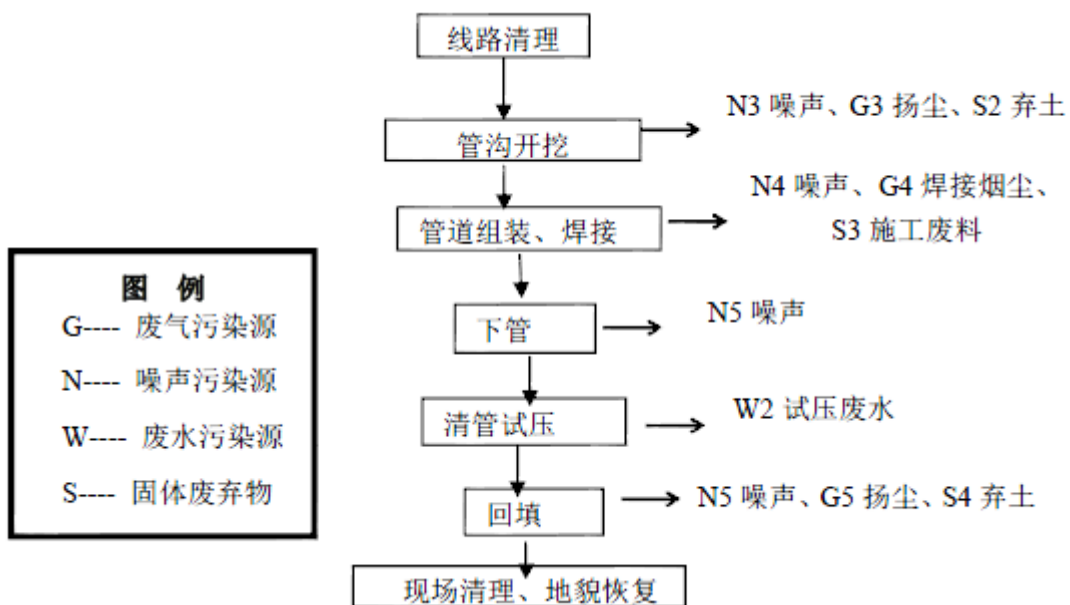 线路清理
N3 噪声、G3 扬尘、S2 弃土
管沟开挖
N4 噪声、G4 焊接烟尘、
S3 施工废料
管道组装、焊接
图 例
G---- 废气污染源
N---- 噪声污染源
W---- 废水污染源
S---- 固体废弃物
下管
N5 噪声
清管试压
W2 试压废水
回填
N5 噪声、G5 扬尘、S4 弃土
现场清理、地貌恢复